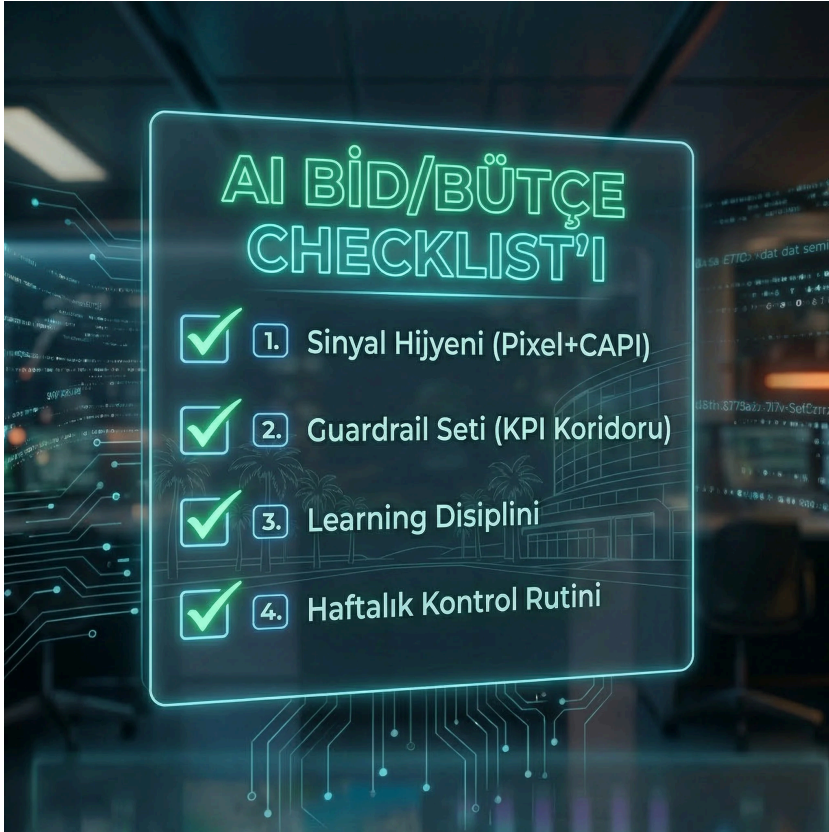 AI BİD/BÜTÇE
CHECKLIST'I
1. Sinyal Hijyeni (Pixel+CAPI)
2. Guardrail Seti (KPI Koridoru)
3. Learning Disiplini
4. Haftalık Kontrol Rutini